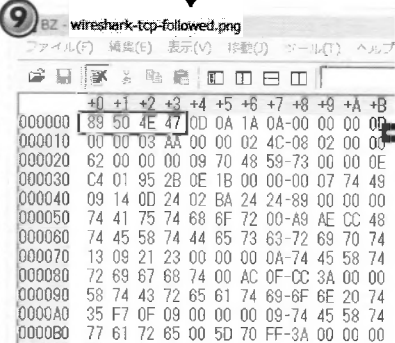 9
BZ - wireshark-tcp-followed.png
ファイル(F) 編集(E) 表示(V) 移動(J) ツール(T) ヘルプ
+0 +1 +2 +3 +4 +5 +6 +7 +8 +9 +A +B
000000 89 50 4E 47 0D 0A 1A 0A-00 00 00 0D
000010 00 00 03 AA 00 00 02 4C-08 02 00 00
000020 62 00 00 00 09 70 48 59-73 00 00 0E
000030 C4 01 95 2B 0E 1B 00 00-00 07 74 49
000040 09 14 0D 24 02 BA 24 24-89 00 00 00
000050 74 41 75 74 68 6F 72 00-A9 AE CC 48
000060 74 45 58 74 44 65 73 63-72 69 70 74
000070 13 09 21 23 00 00 00 0A-74 45 58 74
000080 72 69 67 68 74 00 AC 0F-CC 3A 00 00
000090 58 74 43 72 65 61 74 69-6F 6E 20 74
0000A0 35 F7 0F 09 00 00 00 09-74 45 58 74
0000B0 77 61 72 65 00 5D 70 FF-3A 00 00 00